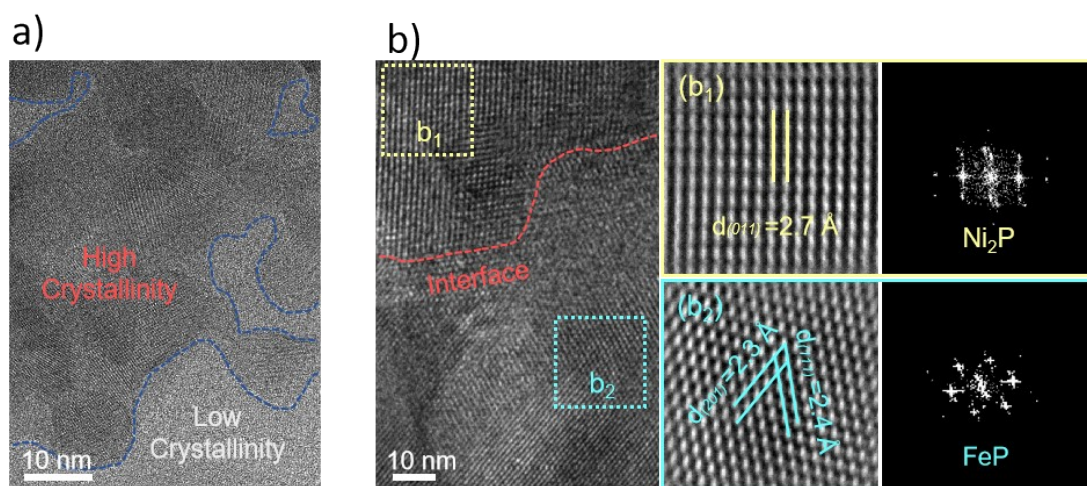 a)
High
Crystallinity
Low
Crystallinity
10 nm
b)
b₁
Interface
b₂
10 nm
(b₁)
d(011) =2.7 Å
Ni₂P
(b₂)
d(201)=2.3 Å
d(111)=2.4 Å
FeP